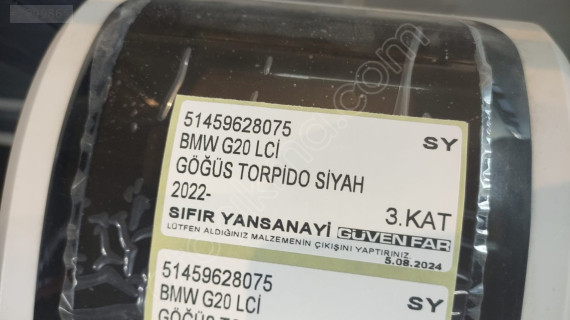 51459628075
SY
BMW G20 LCİ
GÖĞÜS TORPİDO SİYAH
2022-
3.KAT
SIFIR YANSANAYİ GÜVEN FAR
LÜTFEN ALDIĞINIZ MALZEMENİN ÇIKIŞINI YAPTIRINIZ
5.08.2024
51459628075
SY
BMW G20 LCİ
GÖĞÜS